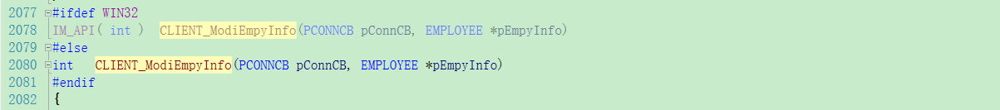 2077 #ifdef WIN32
2078 IM_API( int ) CLIENT_ModiEmpyInfo(PCONNCB pConnCB, EMPLOYEE *pEmpyInfo)
2079 #else
2080 int CLIENT_ModiEmpyInfo(PCONNCB pConnCB, EMPLOYEE *pEmpyInfo)
2081 #endif
2082 {